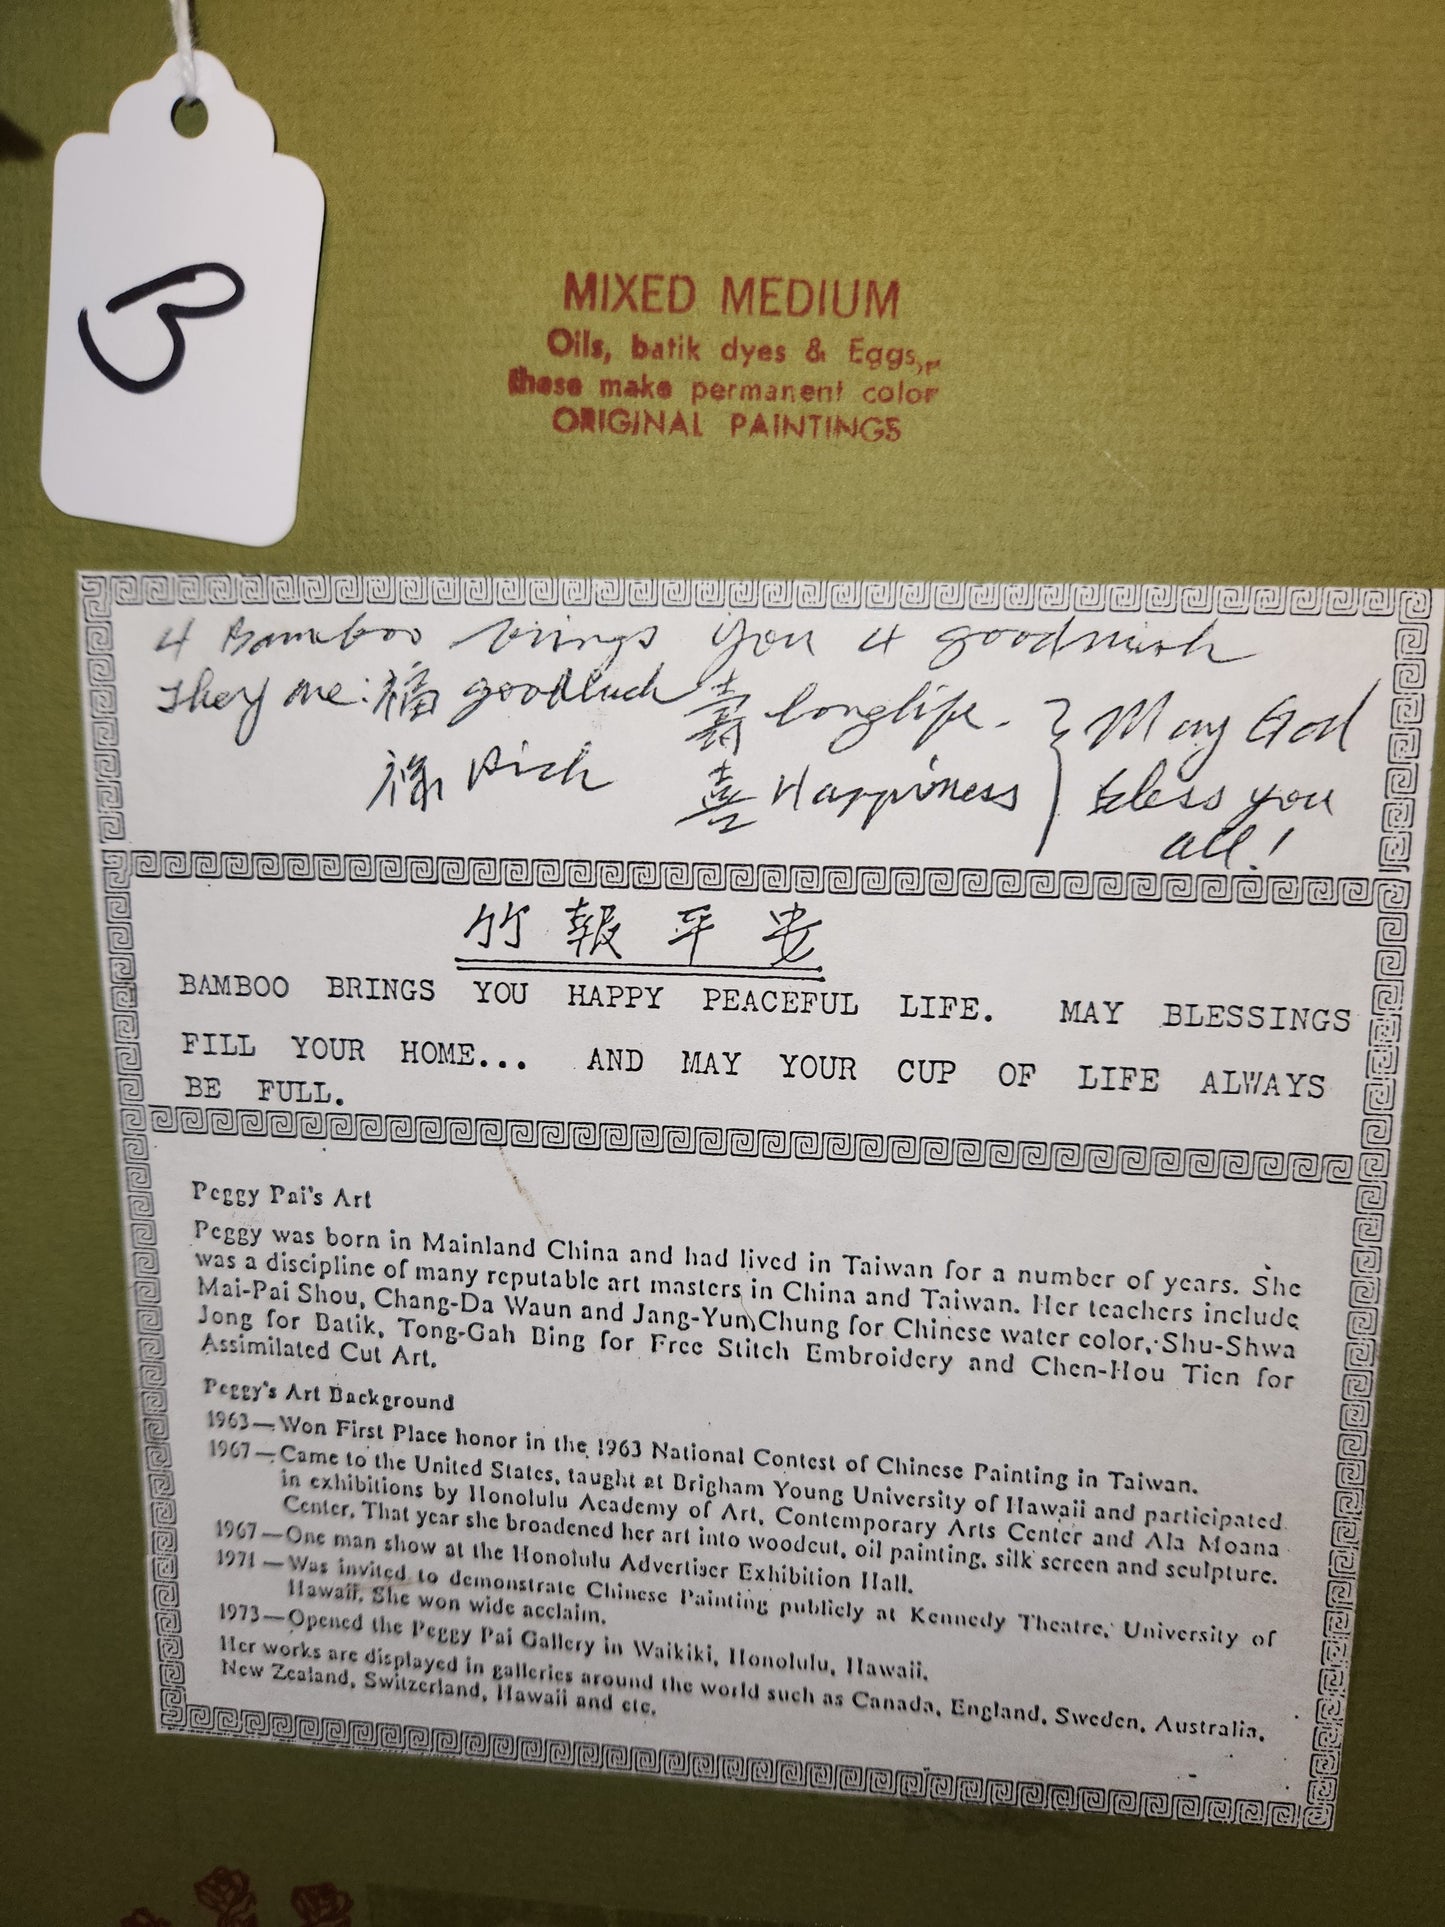 B
MIXED MEDIUM
Oils, batik dyes & Eggs,
these make permanent color
ORIGINAL PAINTINGS
4 Bamboo brings you 4 goodwish
They are: 福 goodluck 壽 longlife. } May God
祿 Rich 喜 Happiness bless you
all!
竹報平安
BAMBOO BRINGS YOU HAPPY PEACEFUL LIFE. MAY BLESSINGS
FILL YOUR HOME... AND MAY YOUR CUP OF LIFE ALWAYS
BE FULL.
Peggy Pai's Art
Peggy was born in Mainland China and had lived in Taiwan for a number of years. She
was a discipline of many reputable art masters in China and Taiwan. Her teachers include
Mai-Pai Shou, Chang-Da Waun and Jang-Yun Chung for Chinese water color, Shu-Shwa
Jong for Batik, Tong-Gah Bing for Free Stitch Embroidery and Chen-Hou Tien for
Assimilated Cut Art.
Peggy's Art Background
1963—Won First Place honor in the 1963 National Contest of Chinese Painting in Taiwan.
1967—Came to the United States, taught at Brigham Young University of Hawaii and participated
in exhibitions by Honolulu Academy of Art, Contemporary Arts Center and Ala Moana
Center. That year she broadened her art into woodcut, oil painting, silk screen and sculpture.
1967—One man show at the Honolulu Advertiser Exhibition Hall.
1971—Was invited to demonstrate Chinese Painting publicly at Kennedy Theatre, University of
Hawaii. She won wide acclaim.
1973—Opened the Peggy Pai Gallery in Waikiki, Honolulu, Hawaii.
Her works are displayed in galleries around the world such as Canada, England, Sweden, Australia,
New Zealand, Switzerland, Hawaii and etc.